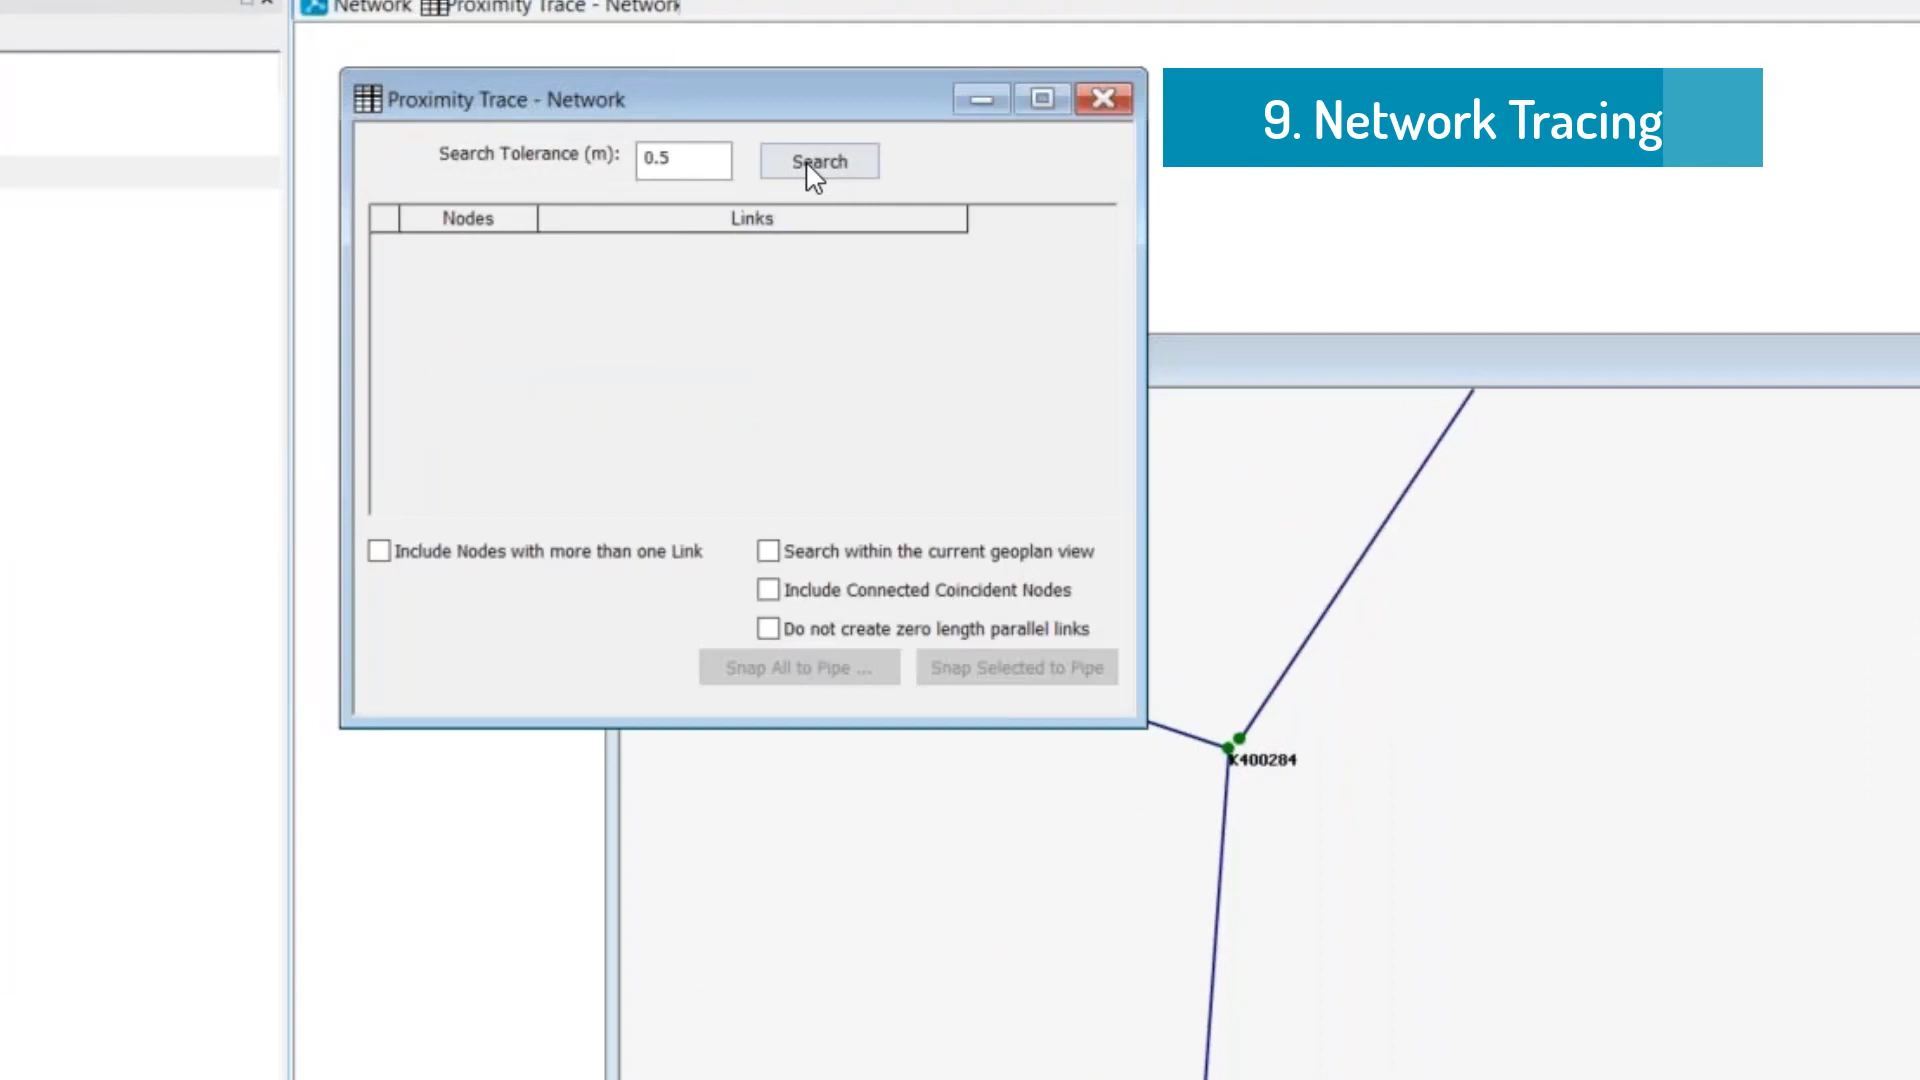 Network Proximity Trace - Network
Proximity Trace - Network
9. Network Tracing
Search Tolerance (m): 0.5 Search
Nodes Links
Include Nodes with more than one Link
Search within the current geoplan view
Include Connected Coincident Nodes
Do not create zero length parallel links
Snap All to Pipe ... Snap Selected to Pipe
X400284